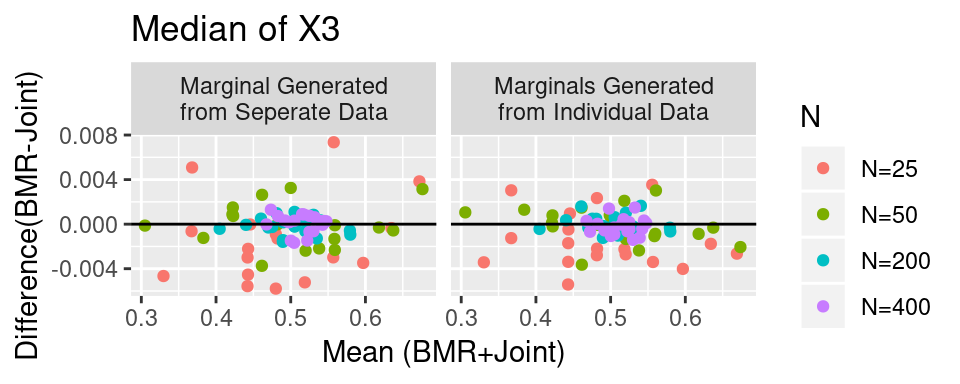 Median of X3
Marginal Generated
from Seperate Data
Marginals Generated
from Individual Data
Difference(BMR-Joint)
0.008
0.004
0.000
-0.004
0.3 0.4 0.5 0.6
0.3 0.4 0.5 0.6
Mean (BMR+Joint)
N
N=25
N=50
N=200
N=400